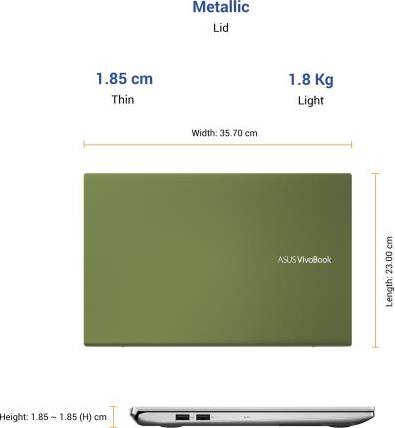 Metallic
Lid
1.85 cm
Thin
1.8 Kg
Light
Width: 35.70 cm
ASUS VivoBook
Length: 23.00 cm
Height: 1.85 ~ 1.85 (H) cm